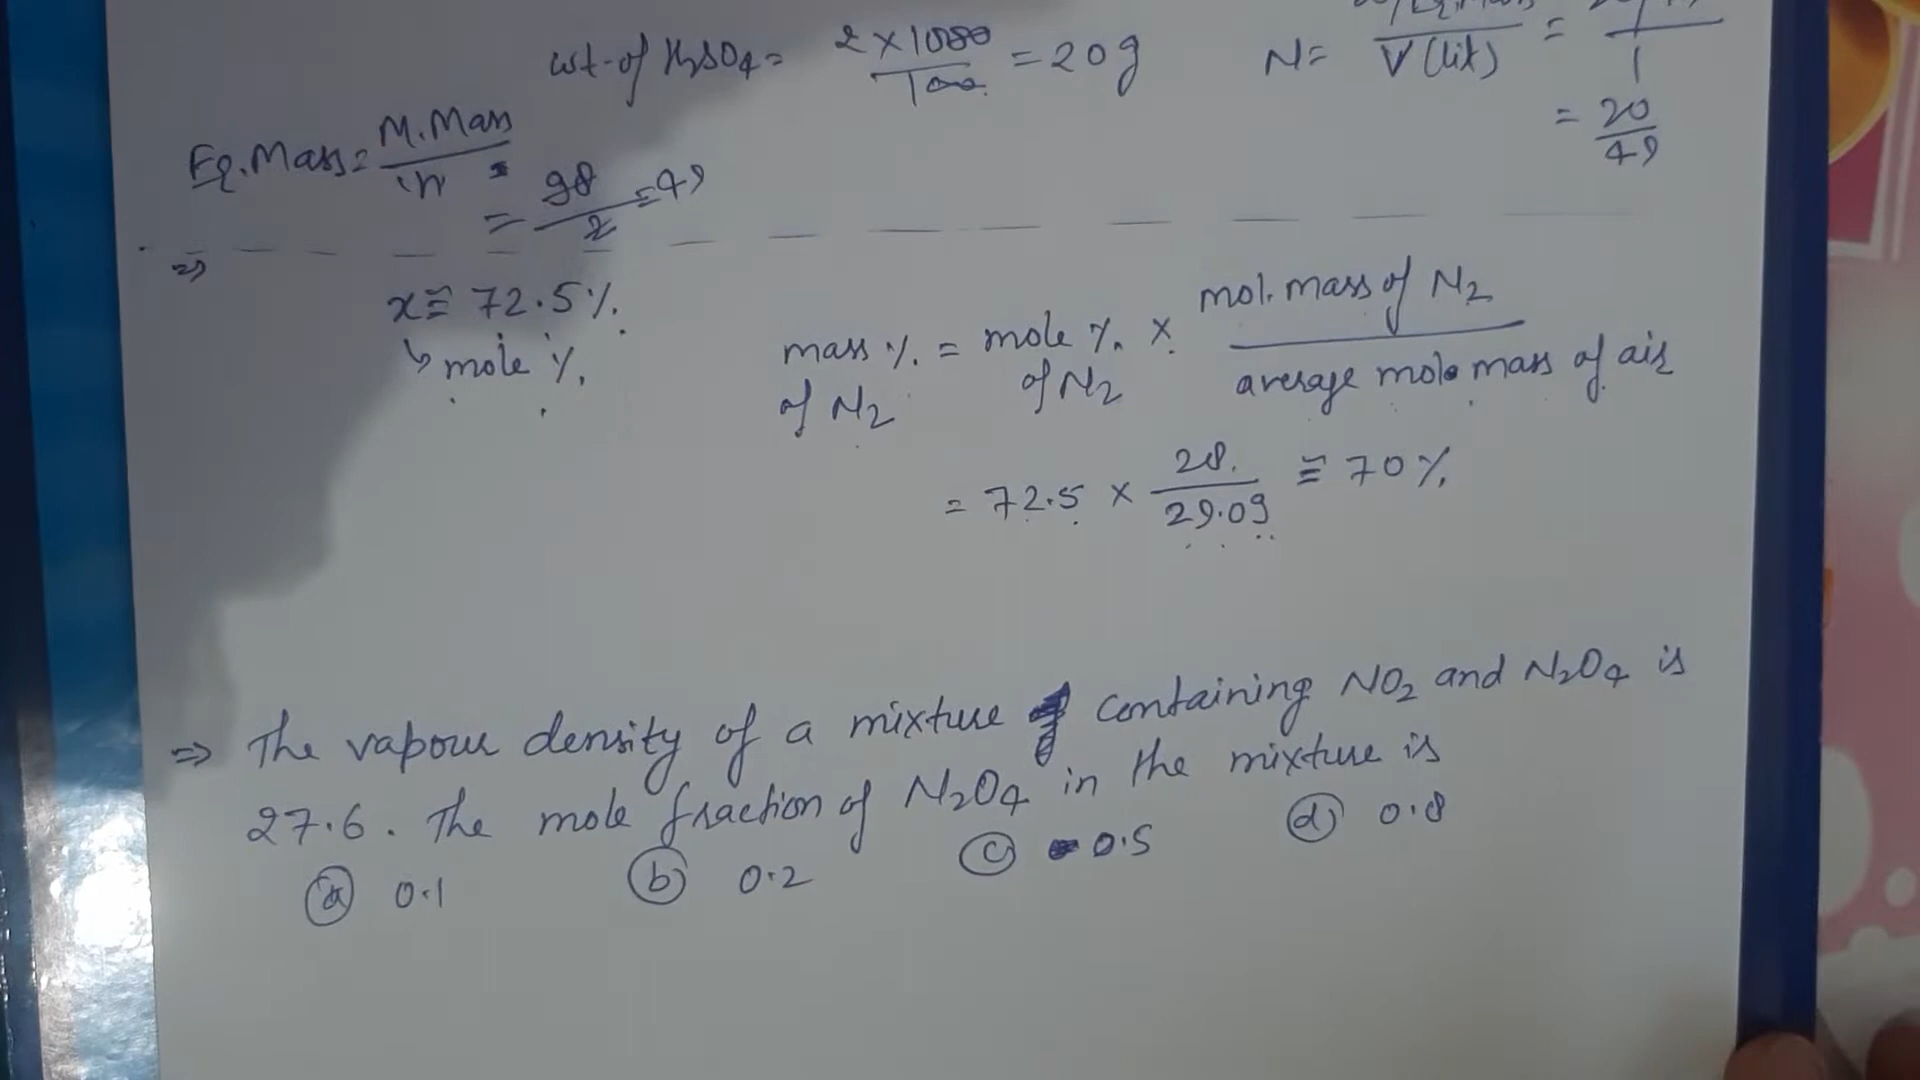 wt. of H₂SO₄ = 2 × 1000 / 100 = 20 g
N = / V (lit) = / 1
= 20 / 49
Eq. Mass = M. Mass / n
= 98 / 2 = 49
⇒
x ≅ 72.5 %.
↳ mole %.
mass %. of N₂ = mole %. of N₂ × mol. mass of N₂ / average mole mass of air
= 72.5 × 28. / 29.09 ≅ 70 %.
⇒ The vapour density of a mixture containing NO₂ and N₂O₄ is
27.6. The mole fraction of N₂O₄ in the mixture is
(a) 0.1 (b) 0.2 (c) 0.5 (d) 0.8